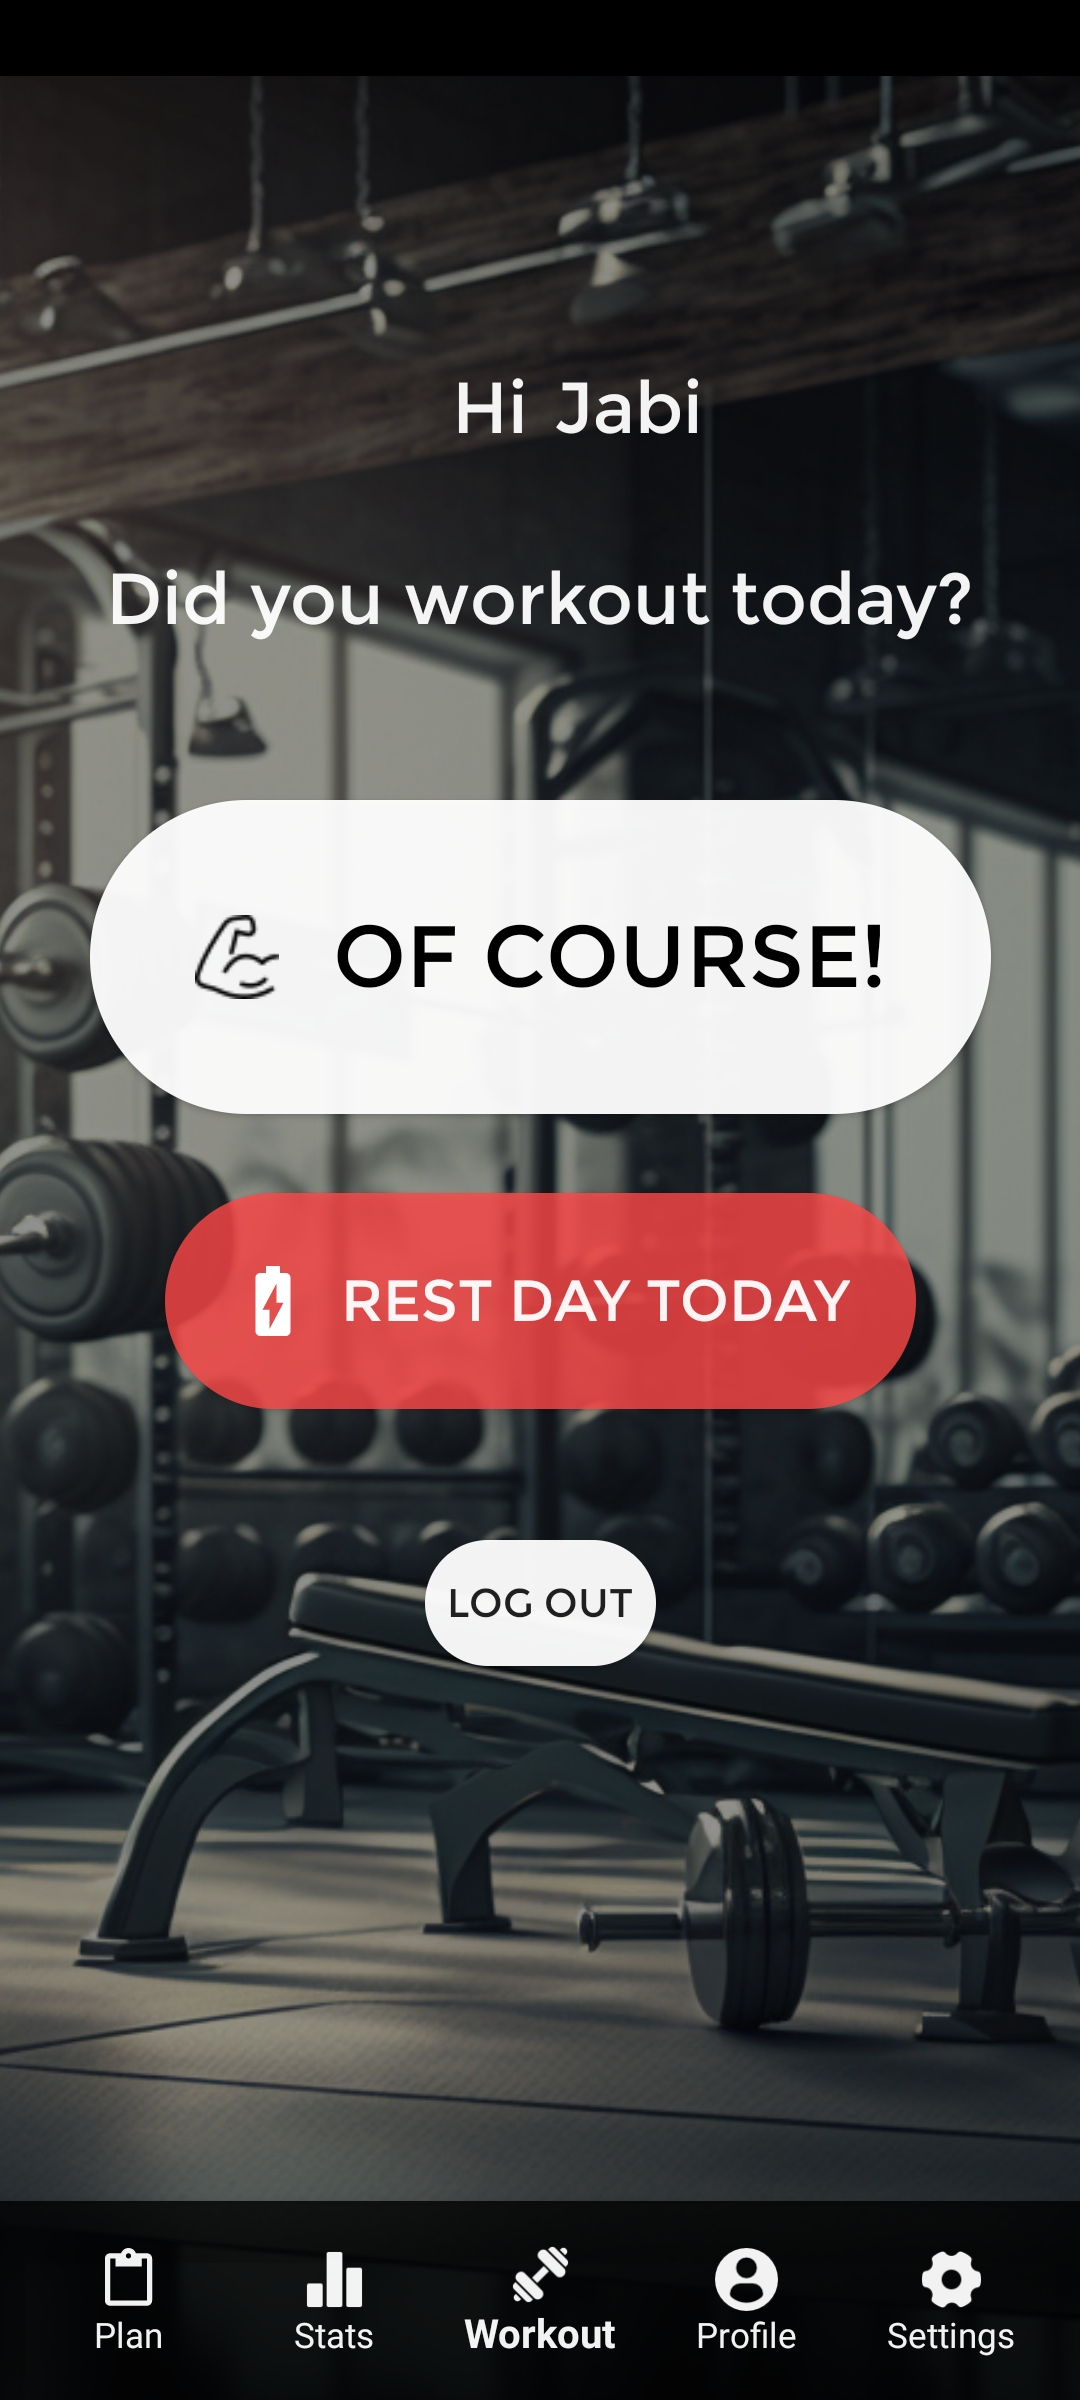 Hi Jabi
Did you workout today?
OF COURSE!
REST DAY TODAY
LOG OUT
Plan
Stats
Workout
Profile
Settings